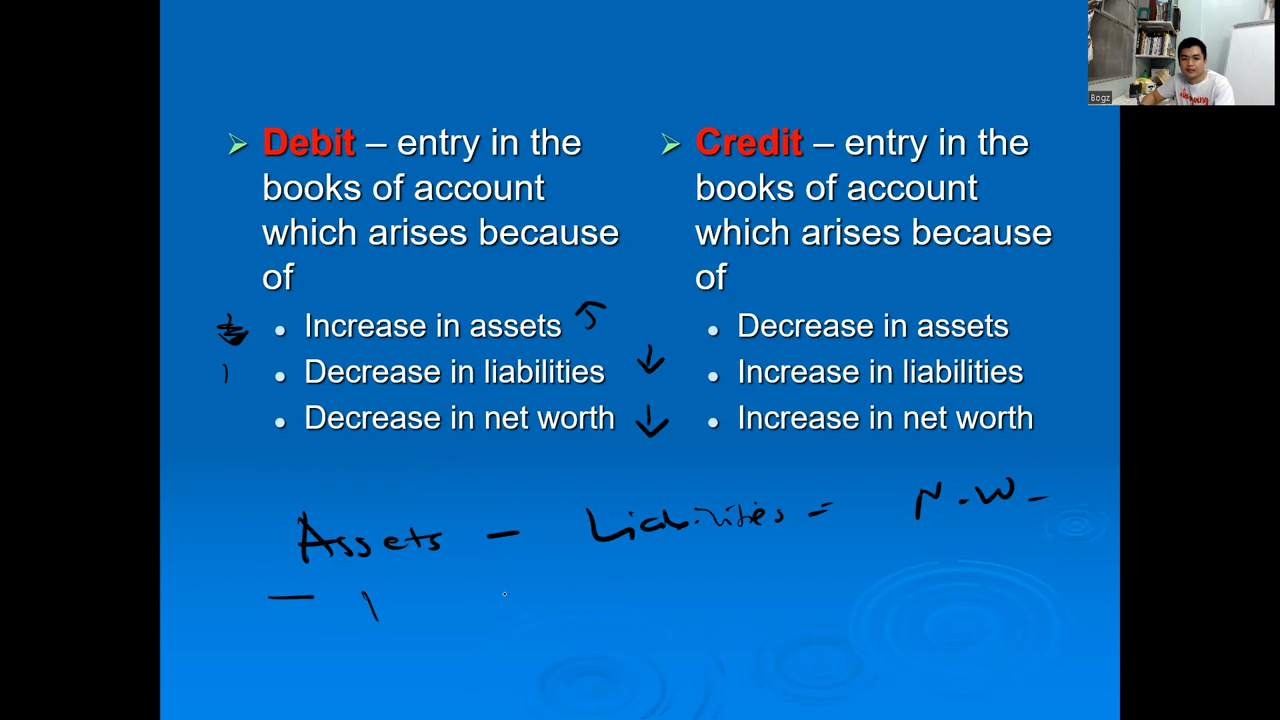 Bogz
Debit – entry in the
books of account
which arises because
of
• Increase in assets
• Decrease in liabilities
• Decrease in net worth
Credit – entry in the
books of account
which arises because
of
• Decrease in assets
• Increase in liabilities
• Increase in net worth
Assets – Liabilities = N.W.